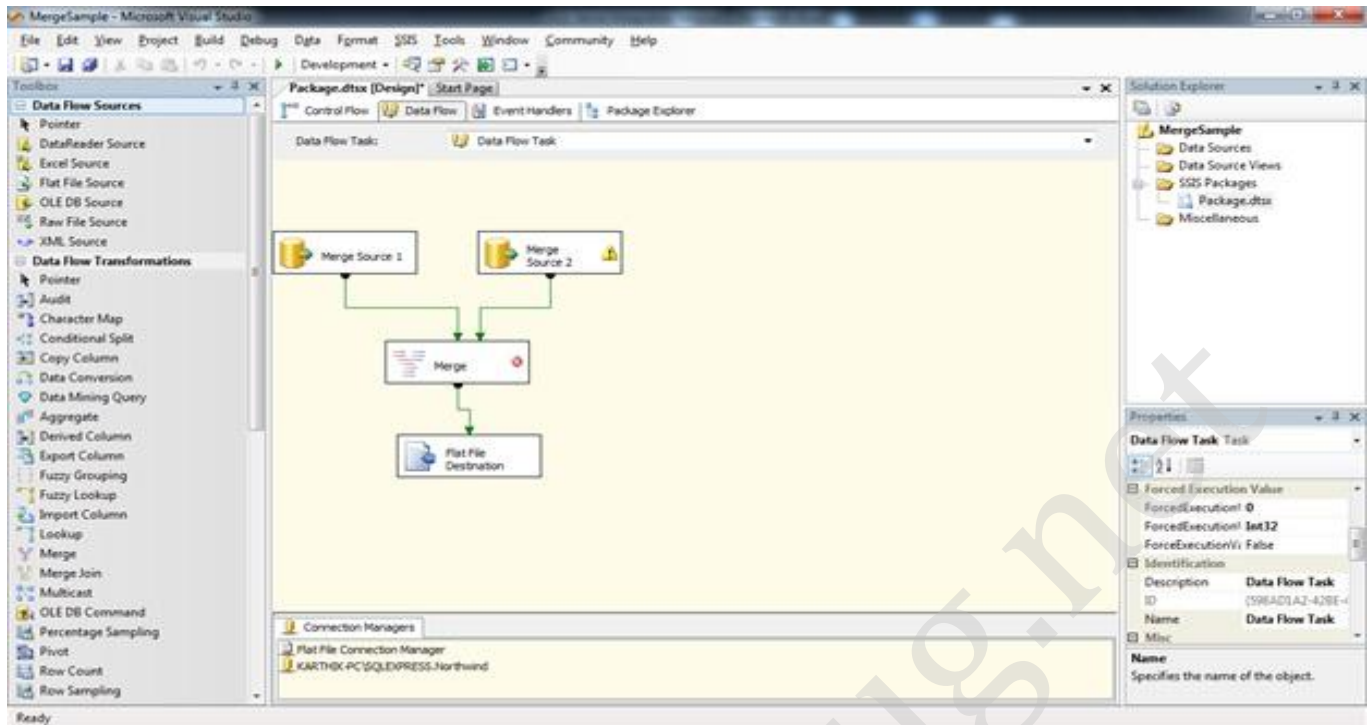 MergeSample - Microsoft Visual Studio
File Edit View Project Build Debug Data Format SSIS Tools Window Community Help
Development
Toolbox
Data Flow Sources
Pointer
DataReader Source
Excel Source
Flat File Source
OLE DB Source
Raw File Source
XML Source
Data Flow Transformations
Pointer
Audit
Character Map
Conditional Split
Copy Column
Data Conversion
Data Mining Query
Aggregate
Derived Column
Export Column
Fuzzy Grouping
Fuzzy Lookup
Import Column
Lookup
Merge
Merge Join
Multicast
OLE DB Command
Percentage Sampling
Pivot
Row Count
Row Sampling
Package.dtsx [Design]* Start Page
Control Flow Data Flow Event Handlers Package Explorer
Data Flow Task: Data Flow Task
Merge Source 1
Merge
Source 2
Merge
Flat File
Destination
Connection Managers
Flat File Connection Manager
KARTHIK-PC\SQLEXPRESS.Northwind
Solution Explorer
MergeSample
Data Sources
Data Source Views
SSIS Packages
Package.dtsx
Miscellaneous
Properties
Data Flow Task Task
Forced Execution Value
ForcedExecution 0
ForcedExecution Int32
ForceExecutionV False
Identification
Description Data Flow Task
ID
Name Data Flow Task
Misc
Name
Specifies the name of the object.
Ready